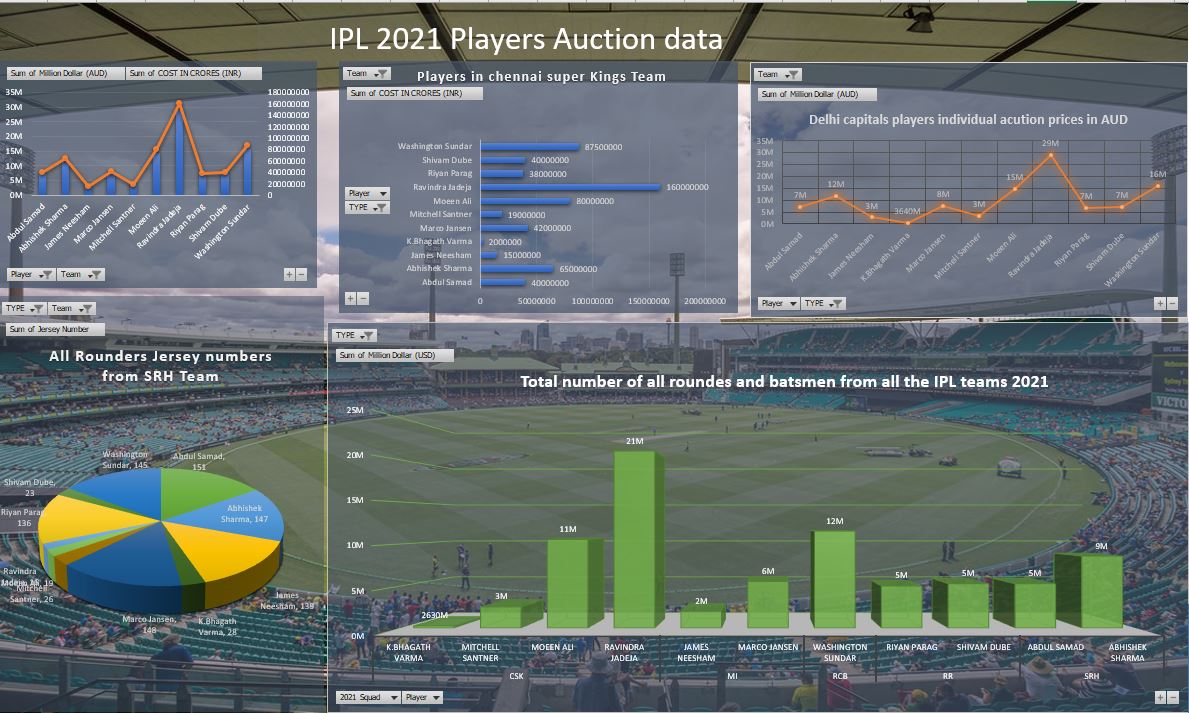 IPL 2021 Players Auction data
Sum of Million Dollar (AUD)
Sum of COST IN CRORES (INR)
35M
30M
25M
20M
15M
10M
5M
0M
180000000
160000000
140000000
120000000
100000000
80000000
60000000
40000000
20000000
0
Abdul Samad
Abhishek Sharma
James Neesham
Marco Jansen
Mitchell Santner
Moeen Ali
Ravindra Jadeja
Riyan Parag
Shivam Dube
Washington Sundar
Player
Team
+ −
Team
Players in chennai super Kings Team
Sum of COST IN CRORES (INR)
Washington Sundar 87500000
Shivam Dube 40000000
Riyan Parag 38000000
Ravindra Jadeja 160000000
Moeen Ali 80000000
Mitchell Santner 19000000
Marco Jansen 42000000
K.Bhagath Varma 2000000
James Neesham 15000000
Abhishek Sharma 65000000
Abdul Samad 40000000
Player
TYPE
0 50000000 100000000 150000000 200000000
+ −
Team
Sum of Million Dollar (AUD)
Delhi capitals players individual acution prices in AUD
35M
30M
25M
20M
15M
10M
5M
0M
7M
12M
3M
3640M
8M
3M
15M
29M
7M
7M
16M
Abdul Samad
Abhishek Sharma
James Neesham
K.Bhagath Varma
Marco Jansen
Mitchell Santner
Moeen Ali
Ravindra Jadeja
Riyan Parag
Shivam Dube
Washington Sundar
Player
TYPE
+ −
TYPE
Team
Sum of Jersey Number
All Rounders Jersey numbers
from SRH Team
Washington
Sundar, 145
Abdul Samad,
151
Shivam Dube,
23
Abhishek
Sharma, 147
Riyan Parag,
136
Ravindra
Mitchell
Santner, 26
James
Neesham, 139
Marco Jansen,
148
K.Bhagath
Varma, 28
TYPE
Sum of Million Dollar (USD)
Total number of all roundes and batsmen from all the IPL teams 2021
25M
20M
15M
10M
5M
0M
2630M
3M
11M
21M
2M
6M
12M
5M
5M
5M
9M
K.BHAGATH
VARMA
MITCHELL
SANTNER
MOEEN ALI
RAVINDRA
JADEJA
JAMES
NEESHAM
MARCO JANSEN
WASHINGTON
SUNDAR
RIYAN PARAG
SHIVAM DUBE
ABDUL SAMAD
ABHISHEK
SHARMA
CSK MI RCB RR SRH
2021 Squad
Player
+ −
VICTO